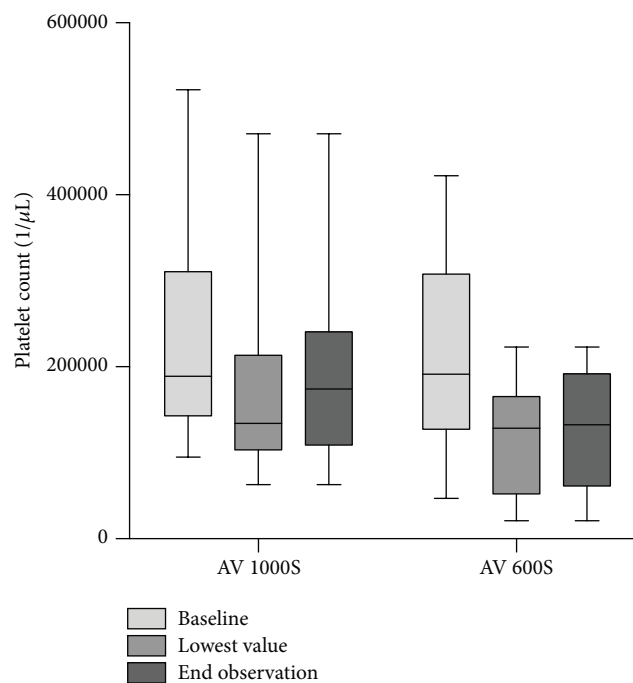 600000
400000
200000
0
Platelet count (1/μL)
AV 1000S
AV 600S
Baseline
Lowest value
End observation